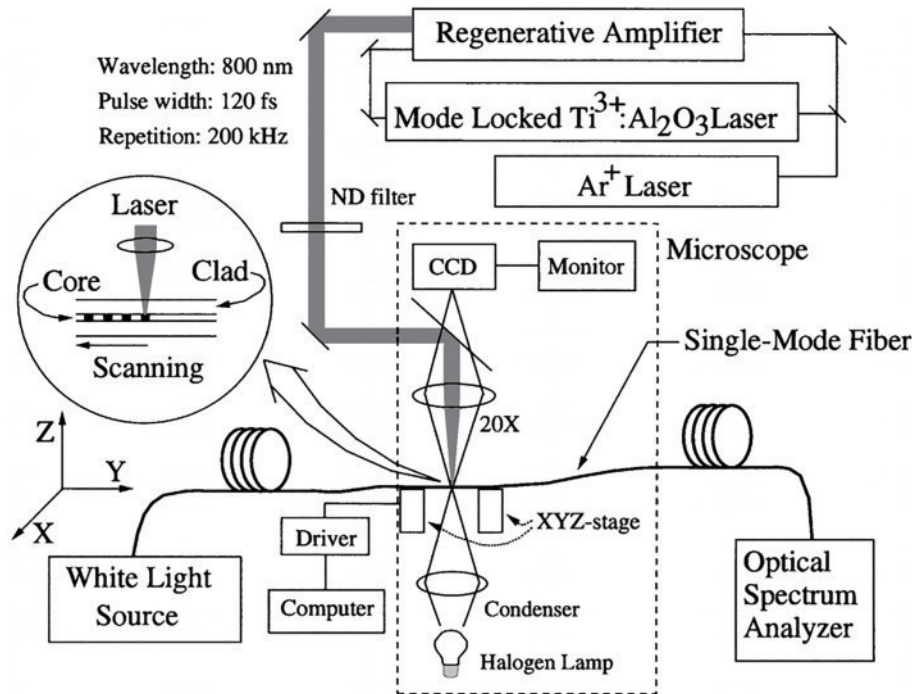 Regenerative Amplifier
Wavelength: 800 nm
Pulse width: 120 fs
Repetition: 200 kHz
Mode Locked Ti3+:Al2O3Laser
Ar+ Laser
ND filter
Laser
Core
Clad
Scanning
CCD
Monitor
Microscope
Single-Mode Fiber
20X
Z
Y
X
XYZ-stage
Driver
White Light
Source
Computer
Condenser
Halogen Lamp
Optical
Spectrum
Analyzer